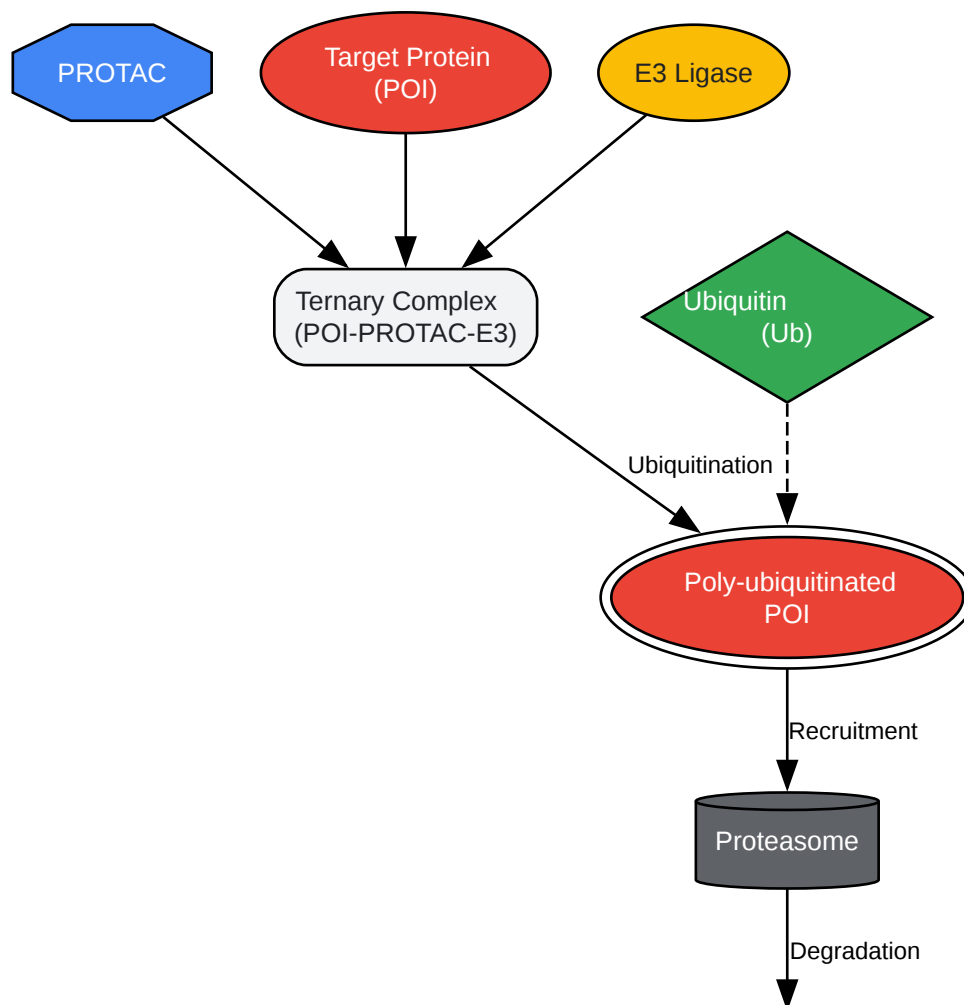 PROTAC
Target Protein
(POI)
E3 Ligase
Ternary Complex
(POI-PROTAC-E3)
Ubiquitin
(Ub)
Ubiquitination
Poly-ubiquitinated
POI
Recruitment
Proteasome
Degradation